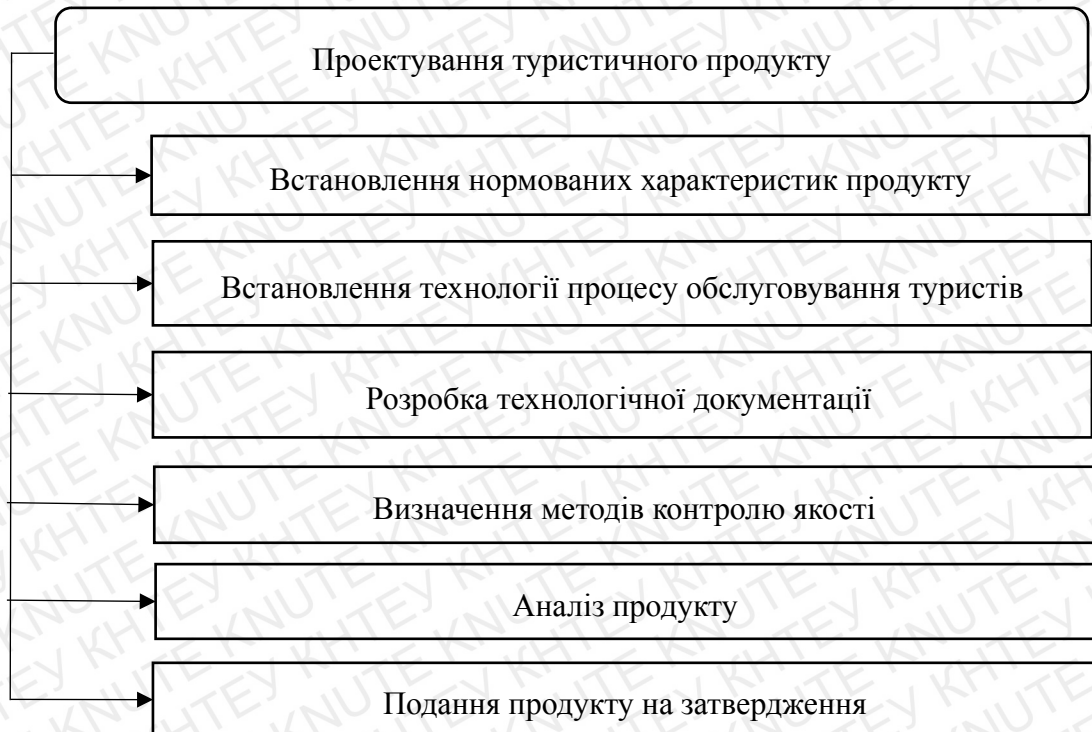 Проектування туристичного продукту
Встановлення нормованих характеристик продукту
Встановлення технології процесу обслуговування туристів
Розробка технологічної документації
Визначення методів контролю якості
Аналіз продукту
Подання продукту на затвердження